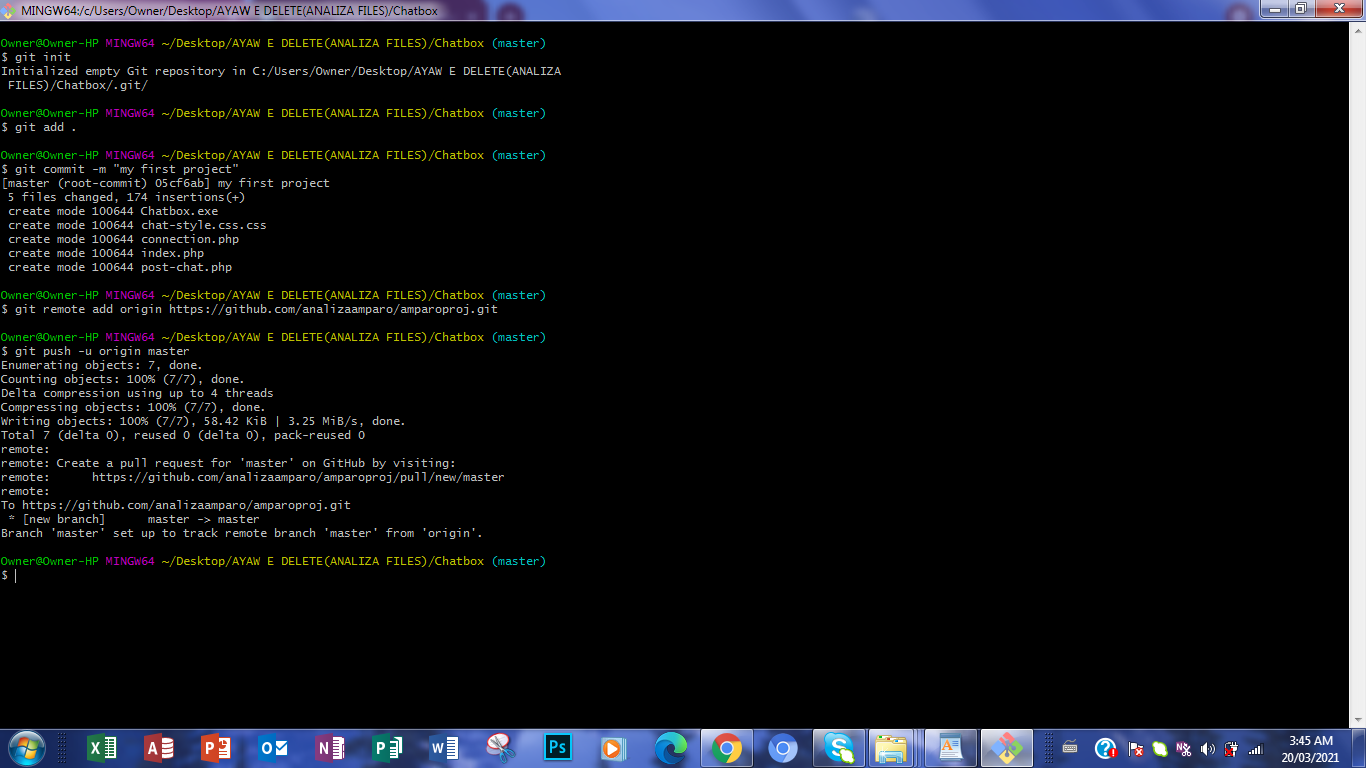 MINGW64:/c/Users/Owner/Desktop/AYAW E DELETE(ANALIZA FILES)/Chatbox
Owner@Owner-HP MINGW64 ~/Desktop/AYAW E DELETE(ANALIZA FILES)/Chatbox (master)
$ git init
Initialized empty Git repository in C:/Users/Owner/Desktop/AYAW E DELETE(ANALIZA
 FILES)/Chatbox/.git/
Owner@Owner-HP MINGW64 ~/Desktop/AYAW E DELETE(ANALIZA FILES)/Chatbox (master)
$ git add .
Owner@Owner-HP MINGW64 ~/Desktop/AYAW E DELETE(ANALIZA FILES)/Chatbox (master)
$ git commit -m "my first project"
[master (root-commit) 05cf6ab] my first project
 5 files changed, 174 insertions(+)
 create mode 100644 Chatbox.exe
 create mode 100644 chat-style.css.css
 create mode 100644 connection.php
 create mode 100644 index.php
 create mode 100644 post-chat.php
Owner@Owner-HP MINGW64 ~/Desktop/AYAW E DELETE(ANALIZA FILES)/Chatbox (master)
$ git remote add origin https://github.com/analizaamparo/amparoproj.git
Owner@Owner-HP MINGW64 ~/Desktop/AYAW E DELETE(ANALIZA FILES)/Chatbox (master)
$ git push -u origin master
Enumerating objects: 7, done.
Counting objects: 100% (7/7), done.
Delta compression using up to 4 threads
Compressing objects: 100% (7/7), done.
Writing objects: 100% (7/7), 58.42 KiB | 3.25 MiB/s, done.
Total 7 (delta 0), reused 0 (delta 0), pack-reused 0
remote:
remote: Create a pull request for 'master' on GitHub by visiting:
remote:      https://github.com/analizaamparo/amparoproj/pull/new/master
remote:
To https://github.com/analizaamparo/amparoproj.git
 * [new branch]      master -> master
Branch 'master' set up to track remote branch 'master' from 'origin'.
Owner@Owner-HP MINGW64 ~/Desktop/AYAW E DELETE(ANALIZA FILES)/Chatbox (master)
$
Ps
3:45 AM
20/03/2021